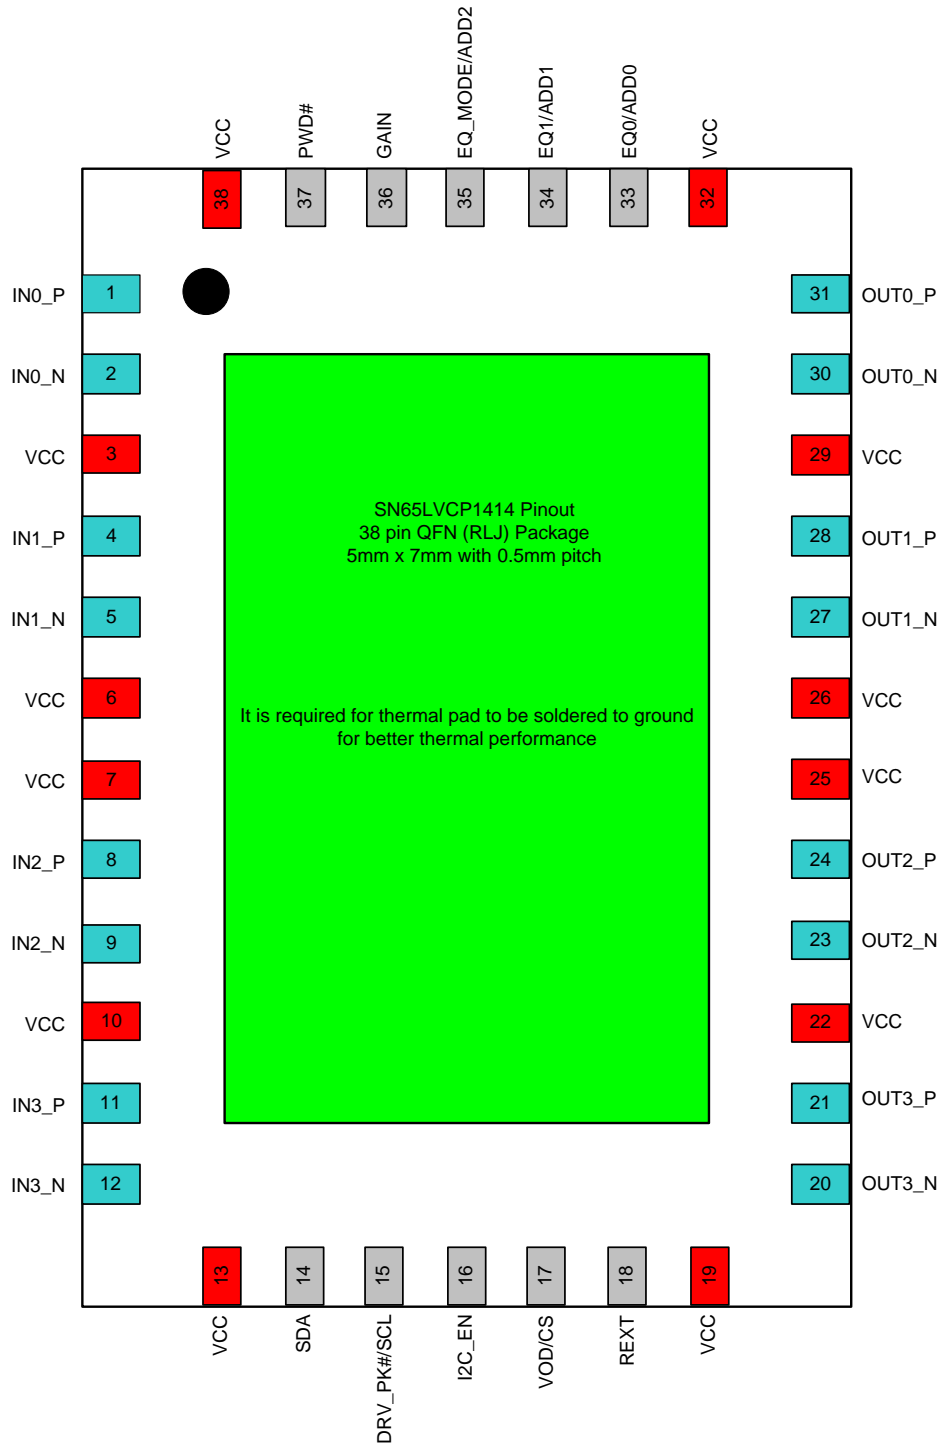 VCC
PWD#
GAIN
EQ_MODE/ADD2
EQ1/ADD1
EQ0/ADD0
VCC
38
37
36
35
34
33
32
IN0_P
1
31
OUT0_P
IN0_N
2
30
OUT0_N
VCC
3
29
VCC
SN65LVCP1414 Pinout
38 pin QFN (RLJ) Package
5mm x 7mm with 0.5mm pitch
IN1_P
4
28
OUT1_P
IN1_N
5
27
OUT1_N
VCC
6
26
VCC
It is required for thermal pad to be soldered to ground
for better thermal performance
VCC
7
25
VCC
IN2_P
8
24
OUT2_P
IN2_N
9
23
OUT2_N
VCC
10
22
VCC
IN3_P
11
21
OUT3_P
IN3_N
12
20
OUT3_N
13
14
15
16
17
18
19
VCC
SDA
DRV_PK#/SCL
I2C_EN
VOD/CS
REXT
VCC